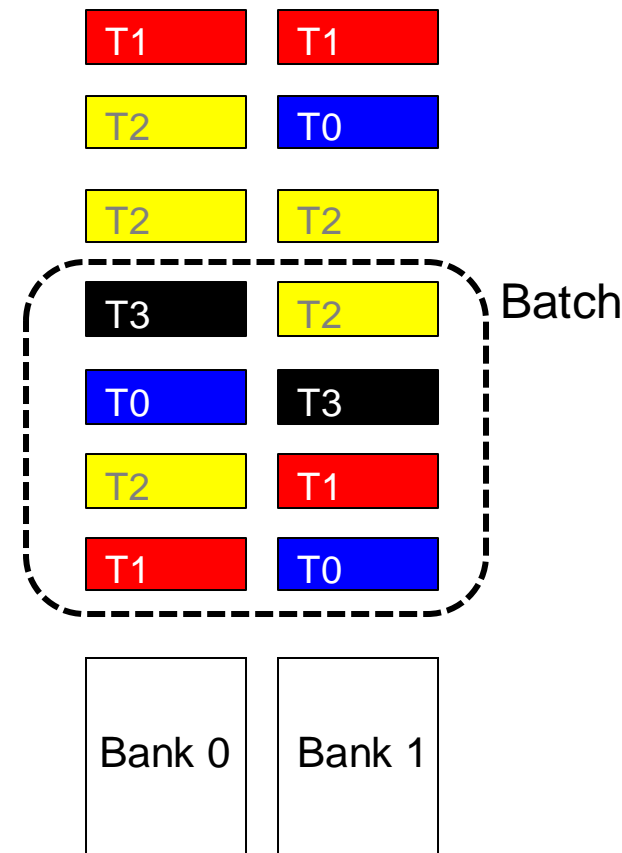 T1 T1
T2 T0
T2 T2
T3 T2 Batch
T0 T3
T2 T1
T1 T0
Bank 0 Bank 1